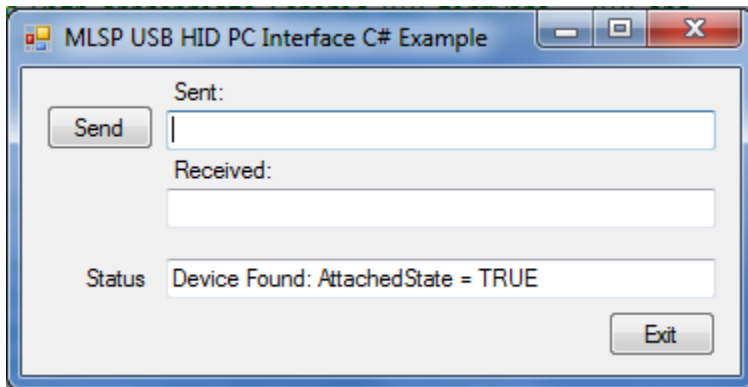 MLSP USB HID PC Interface C# Example
Sent:
Send
Received:
Status Device Found: AttachedState = TRUE
Exit